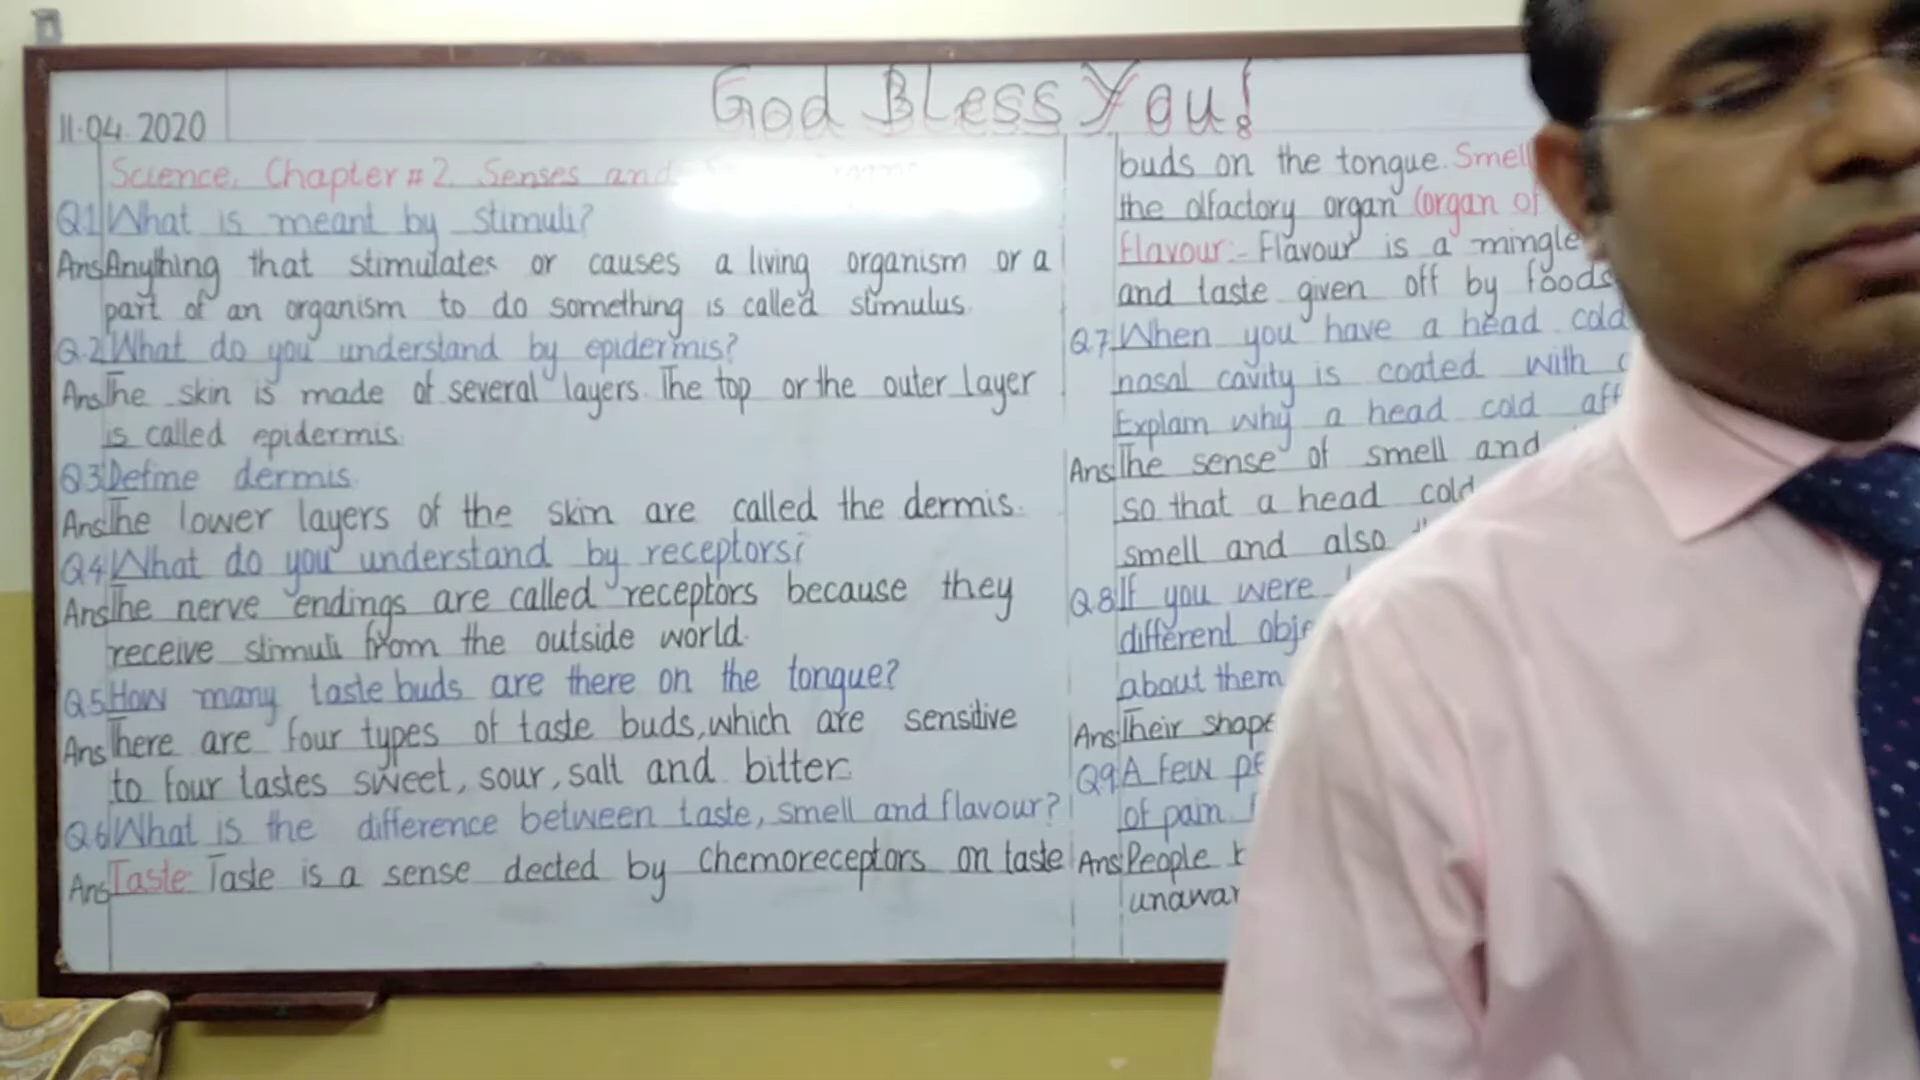 God Bless You!
11.04.2020
Science. Chapter # 2. Senses and
Q1 What is meant by stimuli?
Ans Anything that stimulates or causes a living organism or a
part of an organism to do something is called stimulus.
Q.2 What do you understand by epidermis?
Ans The skin is made of several layers. The top or the outer layer
is called epidermis.
Q3 Define dermis.
Ans The lower layers of the skin are called the dermis.
Q4 What do you understand by receptors?
Ans The nerve endings are called receptors because they
receive stimuli from the outside world.
Q5 How many taste buds are there on the tongue?
Ans There are four types of taste buds, which are sensitive
to four tastes sweet, sour, salt and bitter.
Q6 What is the difference between taste, smell and flavour?
Ans Taste: Taste is a sense dected by chemoreceptors on taste
buds on the tongue. Smell
the olfactory organ (organ of
Flavour:- Flavour is a mingle
and taste given off by foods
Q7 When you have a head cold
nasal cavity is coated with
Explain why a head cold aff
Ans The sense of smell and
so that a head cold
smell and also
Q8 If you were
different obje
about them
Ans Their shape
Q9 A few pe
of pain.
Ans People
unawar